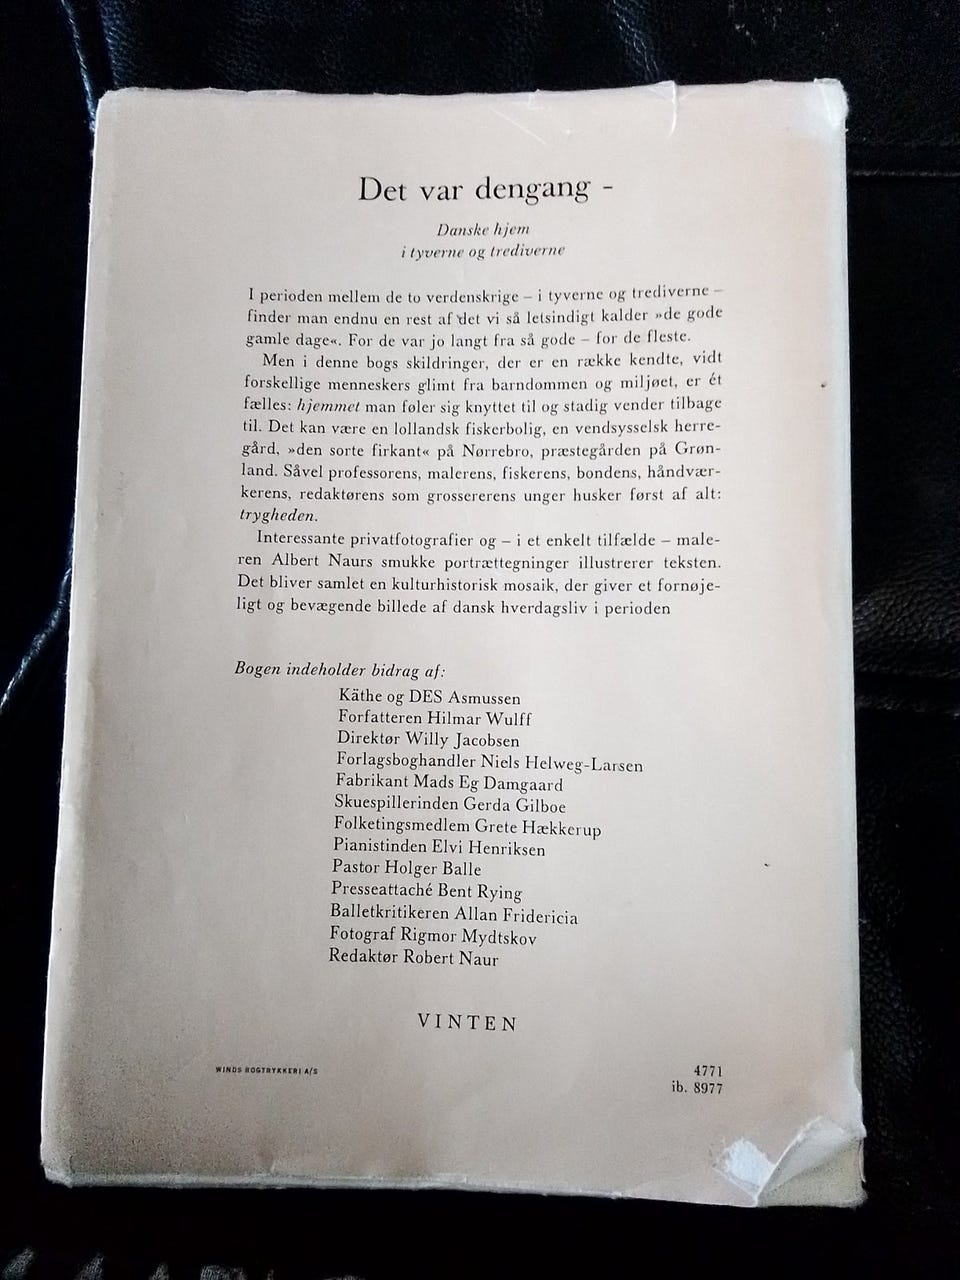 Det var dengang -
Danske hjem
i tyverne og trediverne
I perioden mellem de to verdenskrige – i tyverne og trediverne –
finder man endnu en rest af det vi så letsindigt kalder »de gode
gamle dage«. For de var jo langt fra så gode – for de fleste.
Men i denne bogs skildringer, der er en række kendte, vidt
forskellige menneskers glimt fra barndommen og miljøet, er ét
fælles: hjemmet man føler sig knyttet til og stadig vender tilbage
til. Det kan være en lollandsk fiskerbolig, en vendsysselsk herre-
gård, »den sorte firkant« på Nørrebro, præstegården på Grøn-
land. Såvel professorens, malerens, fiskerens, bondens, håndvær-
kerens, redaktørens som grossererens unger husker først af alt:
trygheden.
Interessante privatfotografier og – i et enkelt tilfælde – male-
ren Albert Naurs smukke portrættegninger illustrerer teksten.
Det bliver samlet en kulturhistorisk mosaik, der giver et fornøje-
ligt og bevægende billede af dansk hverdagsliv i perioden
Bogen indeholder bidrag af:
Käthe og DES Asmussen
Forfatteren Hilmar Wulff
Direktør Willy Jacobsen
Forlagsboghandler Niels Helweg-Larsen
Fabrikant Mads Eg Damgaard
Skuespillerinden Gerda Gilboe
Folketingsmedlem Grete Hækkerup
Pianistinden Elvi Henriksen
Pastor Holger Balle
Presseattaché Bent Rying
Balletkritikeren Allan Fridericia
Fotograf Rigmor Mydtskov
Redaktør Robert Naur
VINTEN
WINDS BOGTRYKKERI A/S
4771
ib. 8977